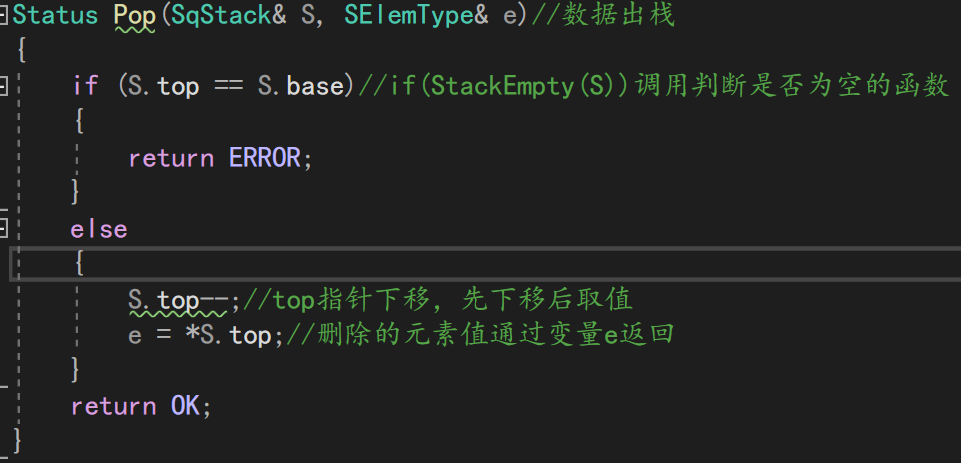 Status Pop(SqStack& S, SElemType& e)//数据出栈
{
if (S.top == S.base)//if(StackEmpty(S))调用判断是否为空的函数
{
return ERROR;
}
else
{
S.top--;//top指针下移，先下移后取值
e = *S.top;//删除的元素值通过变量e返回
}
return OK;
}